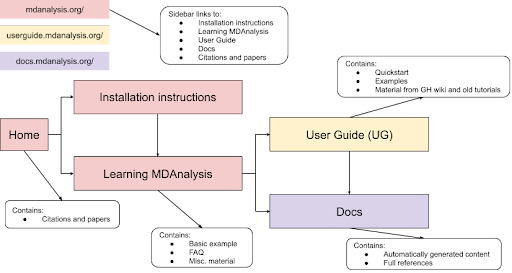 mdanalysis.org/
userguide.mdanalysis.org/
docs.mdanalysis.org/
Sidebar links to:
● Installation instructions
● Learning MDAnalysis
● User Guide
● Docs
● Citations and papers
Contains:
● Quickstart
● Examples
● Material from GH wiki and old tutorials
Installation instructions
Home
User Guide (UG)
Learning MDAnalysis
Docs
Contains:
● Citations and papers
Contains:
● Basic example
● FAQ
● Misc. material
Contains:
● Automatically generated content
● Full references